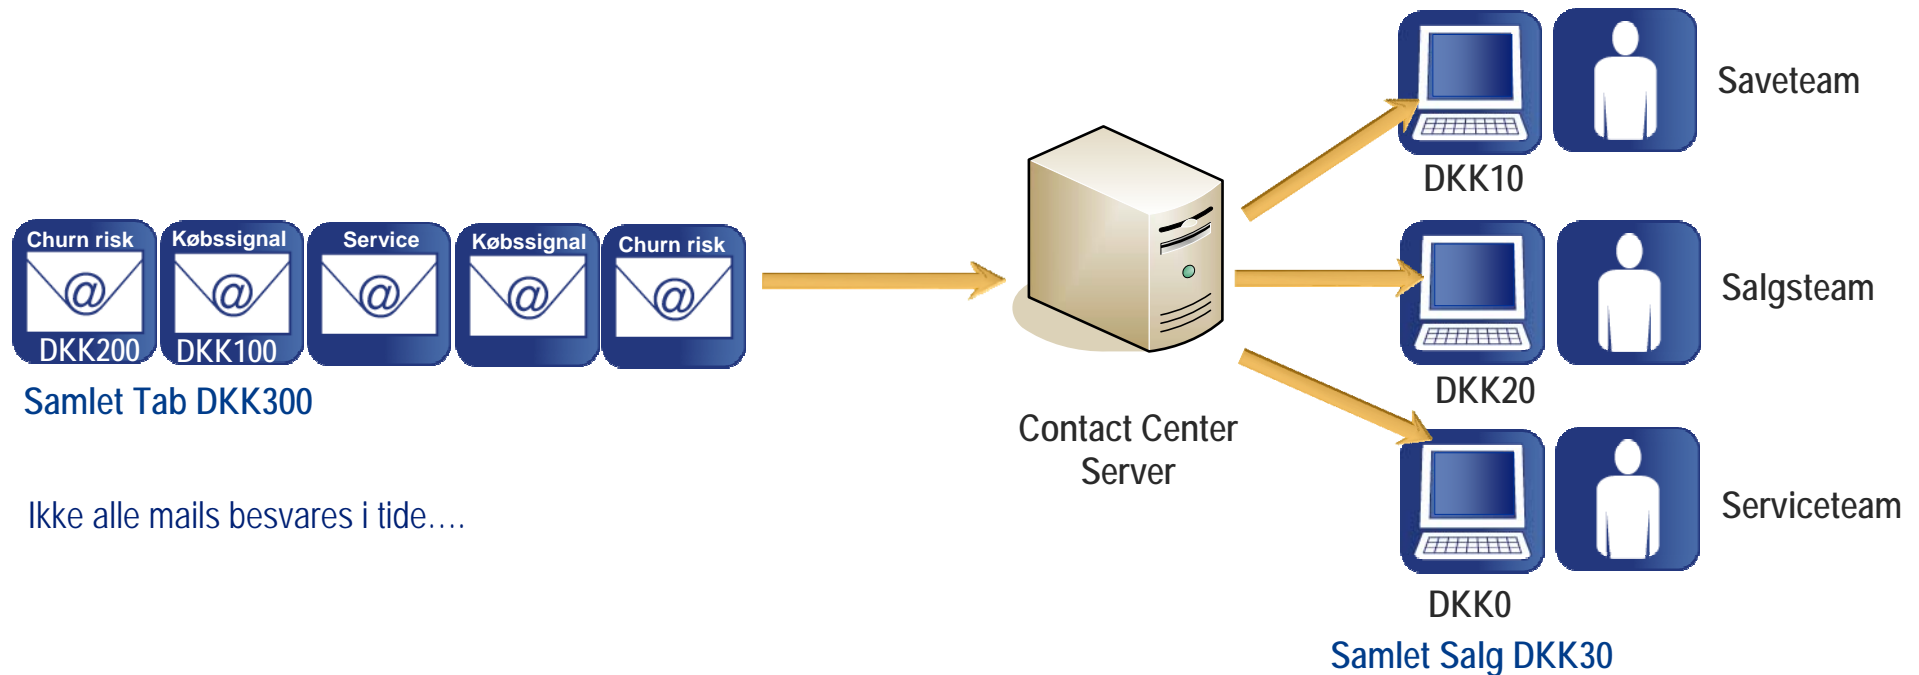 Churn risk
Købssignal
Service
Købssignal
Churn risk
DKK200
DKK100
Samlet Tab DKK300
Ikke alle mails besvares i tide....
Contact Center
Server
Saveteam
DKK10
Salgsteam
DKK20
Serviceteam
DKK0
Samlet Salg DKK30